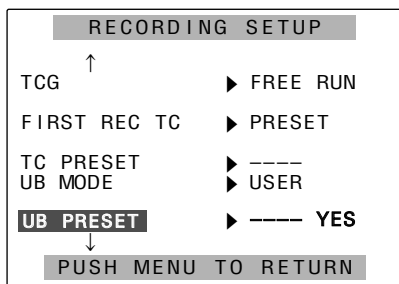 RECORDING SETUP
↑
TCG ▶ FREE RUN
FIRST REC TC ▶ PRESET
TC PRESET ▶ ----
UB MODE ▶ USER
UB PRESET ▶ ---- YES
↓
PUSH MENU TO RETURN